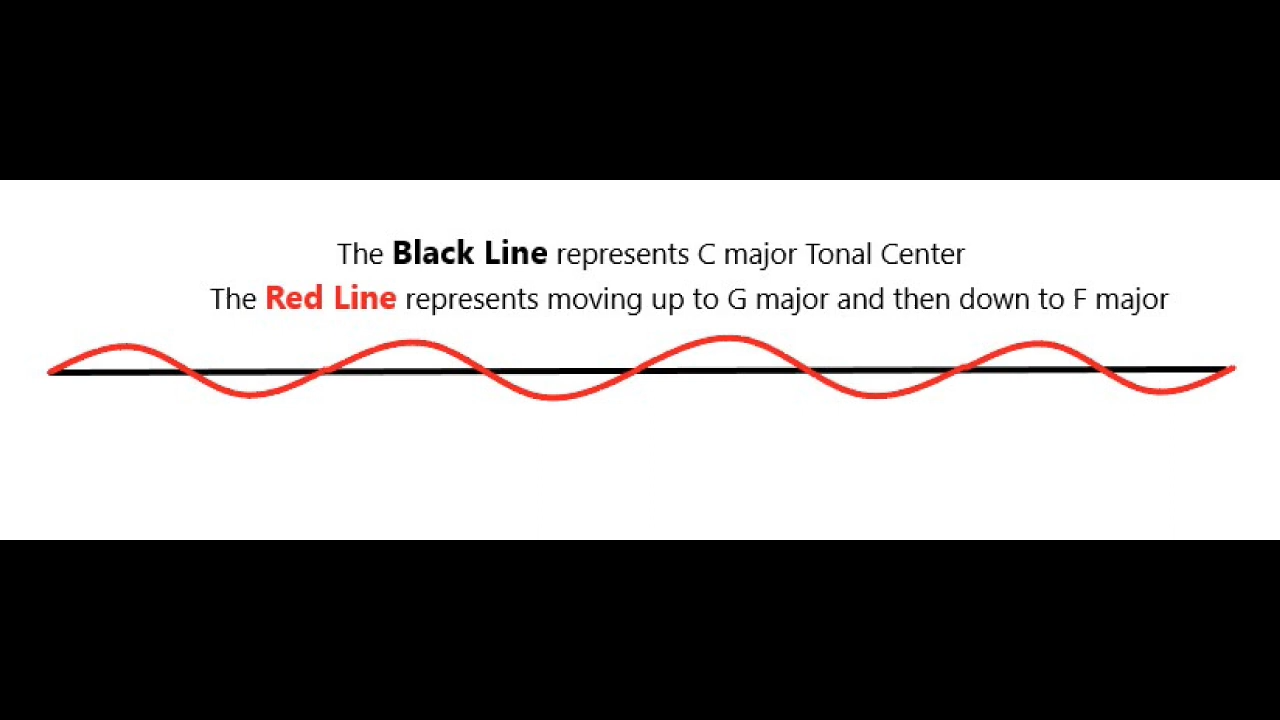 The Black Line represents C major Tonal Center
The Red Line represents moving up to G major and then down to F major